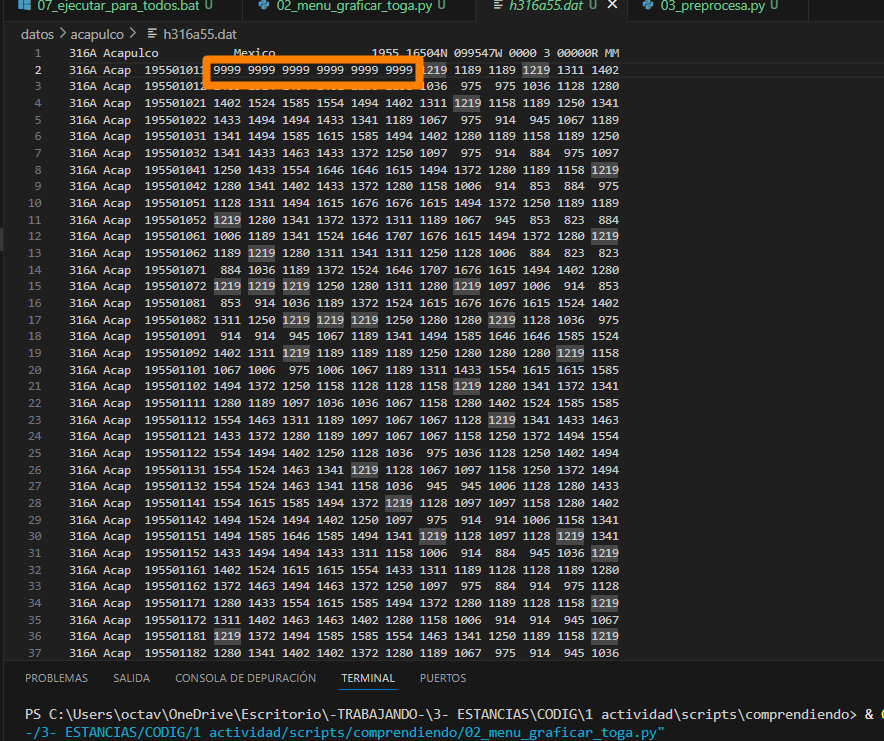 07_ejecutar_para_todos.bat U
02_menu_graficar_toga.py U
h316a55.dat U
03_preprocesa.py U
datos > acapulco > h316a55.dat
1 316A Acapulco Mexico 1955 16504N 099547W 0000 3 00000R MM
2 316A Acap 195501011 9999 9999 9999 9999 9999 9999 1219 1189 1189 1219 1311 1402
3 316A Acap 195501012 1036 975 975 1036 1128 1280
4 316A Acap 195501021 1402 1524 1585 1554 1494 1402 1311 1219 1158 1189 1250 1341
5 316A Acap 195501022 1433 1494 1494 1433 1341 1189 1067 975 914 945 1067 1189
6 316A Acap 195501031 1341 1494 1585 1615 1585 1494 1402 1280 1189 1158 1189 1250
7 316A Acap 195501032 1341 1433 1463 1433 1372 1250 1097 975 914 884 975 1097
8 316A Acap 195501041 1250 1433 1554 1646 1646 1615 1494 1372 1280 1189 1158 1219
9 316A Acap 195501042 1280 1341 1402 1433 1372 1280 1158 1006 914 853 884 975
10 316A Acap 195501051 1128 1311 1494 1615 1676 1676 1615 1494 1372 1250 1189 1189
11 316A Acap 195501052 1219 1280 1341 1372 1372 1311 1189 1067 945 853 823 884
12 316A Acap 195501061 1006 1189 1341 1524 1646 1707 1676 1615 1494 1372 1280 1219
13 316A Acap 195501062 1189 1219 1280 1311 1341 1311 1250 1128 1006 884 823 823
14 316A Acap 195501071 884 1036 1189 1372 1524 1646 1707 1676 1615 1494 1402 1280
15 316A Acap 195501072 1219 1219 1219 1250 1280 1311 1280 1219 1097 1006 914 853
16 316A Acap 195501081 853 914 1036 1189 1372 1524 1615 1676 1676 1615 1524 1402
17 316A Acap 195501082 1311 1250 1219 1219 1219 1250 1280 1280 1219 1128 1036 975
18 316A Acap 195501091 914 914 945 1067 1189 1341 1494 1585 1646 1646 1585 1524
19 316A Acap 195501092 1402 1311 1219 1189 1189 1189 1250 1280 1280 1280 1219 1158
20 316A Acap 195501101 1067 1006 975 1006 1067 1189 1311 1433 1554 1615 1615 1585
21 316A Acap 195501102 1494 1372 1250 1158 1128 1128 1158 1219 1280 1341 1372 1341
22 316A Acap 195501111 1280 1189 1097 1036 1036 1067 1158 1280 1402 1524 1585 1585
23 316A Acap 195501112 1554 1463 1311 1189 1097 1067 1067 1128 1219 1341 1433 1463
24 316A Acap 195501121 1433 1372 1280 1189 1097 1067 1067 1158 1250 1372 1494 1554
25 316A Acap 195501122 1554 1494 1402 1250 1128 1036 975 1036 1128 1250 1402 1494
26 316A Acap 195501131 1554 1524 1463 1341 1219 1128 1067 1097 1158 1250 1372 1494
27 316A Acap 195501132 1554 1524 1463 1341 1158 1036 945 945 1006 1128 1280 1433
28 316A Acap 195501141 1554 1615 1585 1494 1372 1219 1128 1097 1097 1158 1280 1402
29 316A Acap 195501142 1494 1524 1494 1402 1250 1097 975 914 914 1006 1158 1341
30 316A Acap 195501151 1494 1585 1646 1585 1494 1341 1219 1128 1097 1128 1219 1341
31 316A Acap 195501152 1433 1494 1494 1433 1311 1158 1006 914 884 945 1036 1219
32 316A Acap 195501161 1402 1524 1615 1615 1554 1433 1311 1189 1128 1128 1189 1280
33 316A Acap 195501162 1372 1463 1494 1463 1372 1250 1097 975 884 914 975 1128
34 316A Acap 195501171 1280 1433 1554 1615 1585 1494 1372 1280 1189 1128 1158 1219
35 316A Acap 195501172 1311 1402 1463 1463 1402 1280 1158 1006 914 914 945 1067
36 316A Acap 195501181 1219 1372 1494 1585 1585 1554 1463 1341 1250 1189 1158 1219
37 316A Acap 195501182 1280 1341 1402 1402 1372 1280 1189 1067 975 914 945 1036
PROBLEMAS SALIDA CONSOLA DE DEPURACIÓN TERMINAL PUERTOS
PS C:\Users\octav\OneDrive\Escritorio\-TRABAJANDO-\3- ESTANCIAS\CODIG\1 actividad\scripts\comprendiendo> &
-/3- ESTANCIAS/CODIG/1 actividad/scripts/comprendiendo/02_menu_graficar_toga.py"